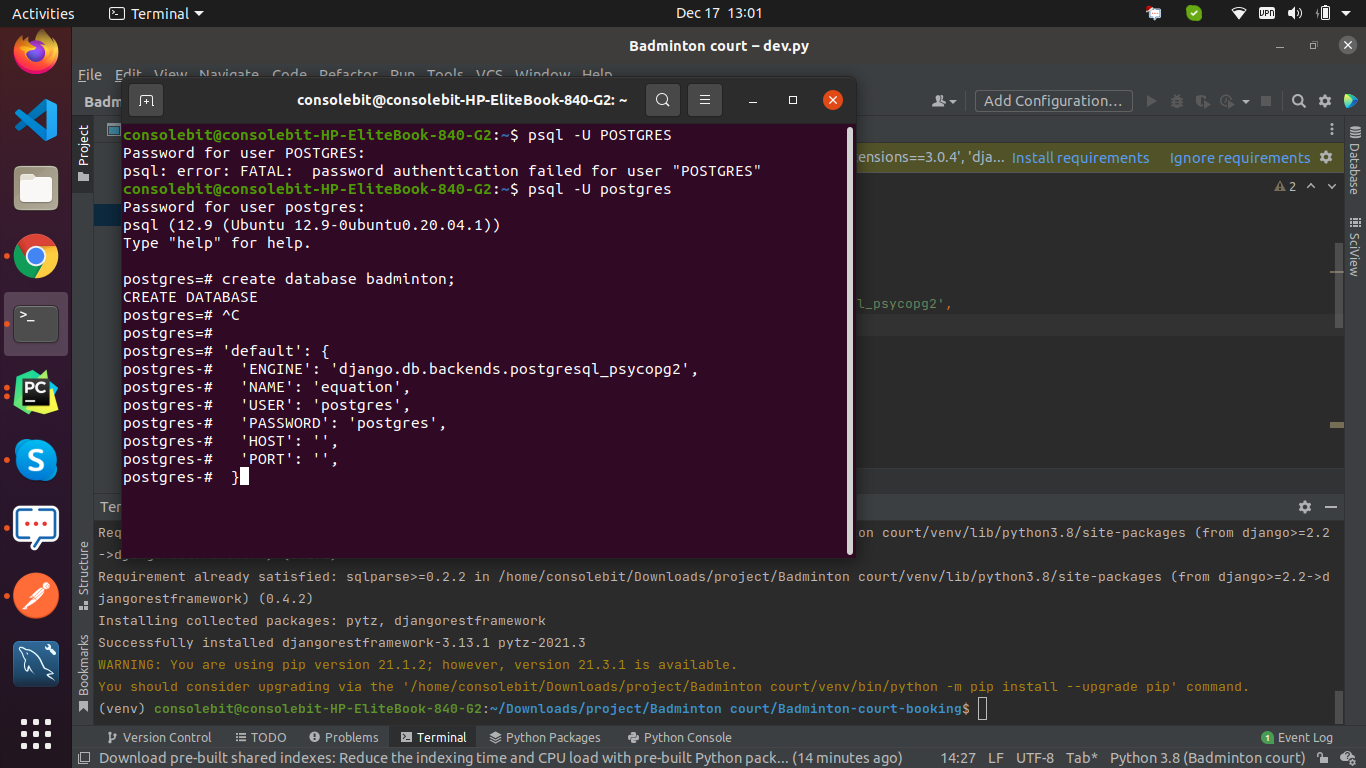 Activities
Terminal
Dec 17 13:01
VPN
Badminton court – dev.py
File Edit View Navigate Code Refactor Run Tools VCS Window Help
Badm
Add Configuration...
consolebit@consolebit-HP-EliteBook-840-G2: ~
ensions==3.0.4', 'dja... Install requirements Ignore requirements
2
l_psycopg2',
consolebit@consolebit-HP-EliteBook-840-G2:~$ psql -U POSTGRES
Password for user POSTGRES:
psql: error: FATAL:  password authentication failed for user "POSTGRES"
consolebit@consolebit-HP-EliteBook-840-G2:~$ psql -U postgres
Password for user postgres:
psql (12.9 (Ubuntu 12.9-0ubuntu0.20.04.1))
Type "help" for help.
postgres=# create database badminton;
CREATE DATABASE
postgres=# ^C
postgres=#
postgres=# 'default': {
postgres-#   'ENGINE': 'django.db.backends.postgresql_psycopg2',
postgres-#   'NAME': 'equation',
postgres-#   'USER': 'postgres',
postgres-#   'PASSWORD': 'postgres',
postgres-#   'HOST': '',
postgres-#   'PORT': '',
postgres-#  }
Project
Structure
Bookmarks
Database
SciView
>_
PC
S
Ter
Req
on court/venv/lib/python3.8/site-packages (from django>=2.2
Requirement already satisfied: sqlparse>=0.2.2 in /home/consolebit/Downloads/project/Badminton court/venv/lib/python3.8/site-packages (from django>=2.2->d
jangorestframework) (0.4.2)
Installing collected packages: pytz, djangorestframework
Successfully installed djangorestframework-3.13.1 pytz-2021.3
WARNING: You are using pip version 21.1.2; however, version 21.3.1 is available.
You should consider upgrading via the '/home/consolebit/Downloads/project/Badminton court/venv/bin/python -m pip install --upgrade pip' command.
(venv) consolebit@consolebit-HP-EliteBook-840-G2:~/Downloads/project/Badminton court/Badminton-court-booking$
Version Control TODO Problems Terminal Python Packages Python Console
1 Event Log
Download pre-built shared indexes: Reduce the indexing time and CPU load with pre-built Python pack... (14 minutes ago)
14:27 LF UTF-8 Tab* Python 3.8 (Badminton court)